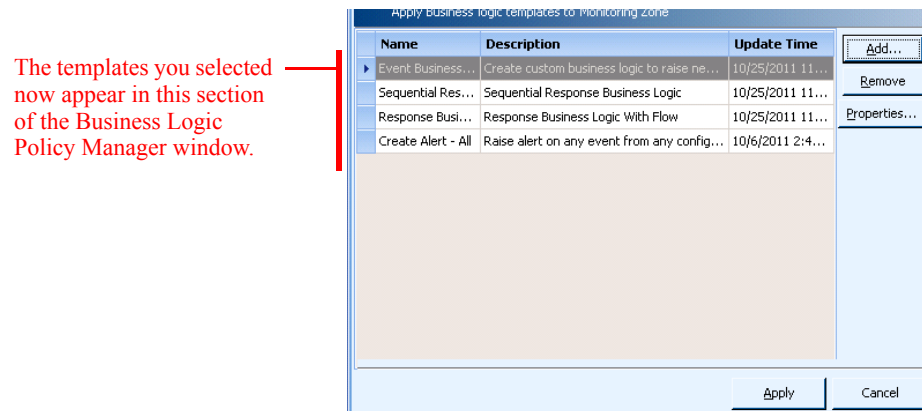 Apply Business logic templates to Monitoring Zone
The templates you selected
now appear in this section
of the Business Logic
Policy Manager window.
Name Description Update Time
Event Business... Create custom business logic to raise ne... 10/25/2011 11...
Sequential Res... Sequential Response Business Logic 10/25/2011 11...
Response Busi... Response Business Logic With Flow 10/25/2011 11...
Create Alert - All Raise alert on any event from any config... 10/6/2011 2:4...
Add...
Remove
Properties...
Apply Cancel